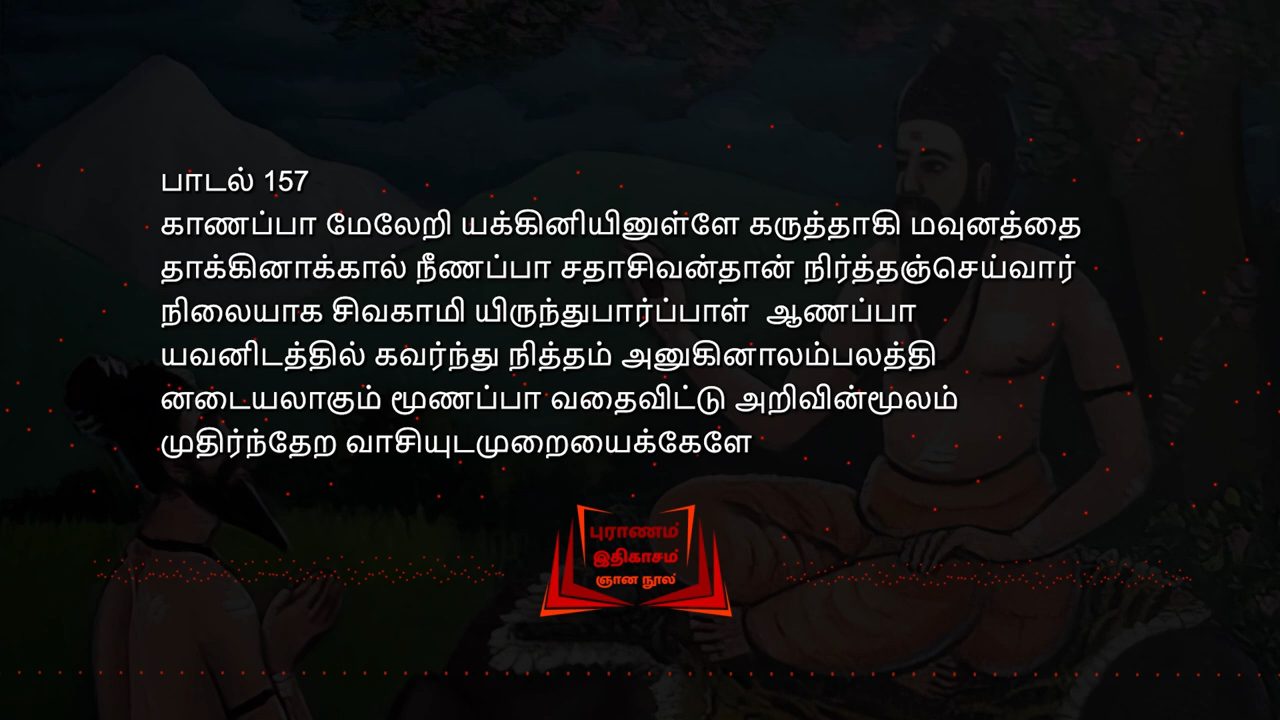 பாடல் 157
காணப்பா மேலேறி யக்கினியினுள்ளே கருத்தாகி மவுனத்தை
தாக்கினாக்கால் நீணப்பா சதாசிவன்தான் நிர்த்தஞ்செய்வார்
நிலையாக சிவகாமி யிருந்துபார்ப்பாள் ஆணப்பா
யவனிடத்தில் கவர்ந்து நித்தம் அனுகினாலம்பலத்தி
னடையலாகும் மூணப்பா வதைவிட்டு அறிவின்மூலம்
முதிர்ந்தேற வாசியுடமுறையைக்கேளே
புராணம்
இதிகாசம்
ஞான நூல்